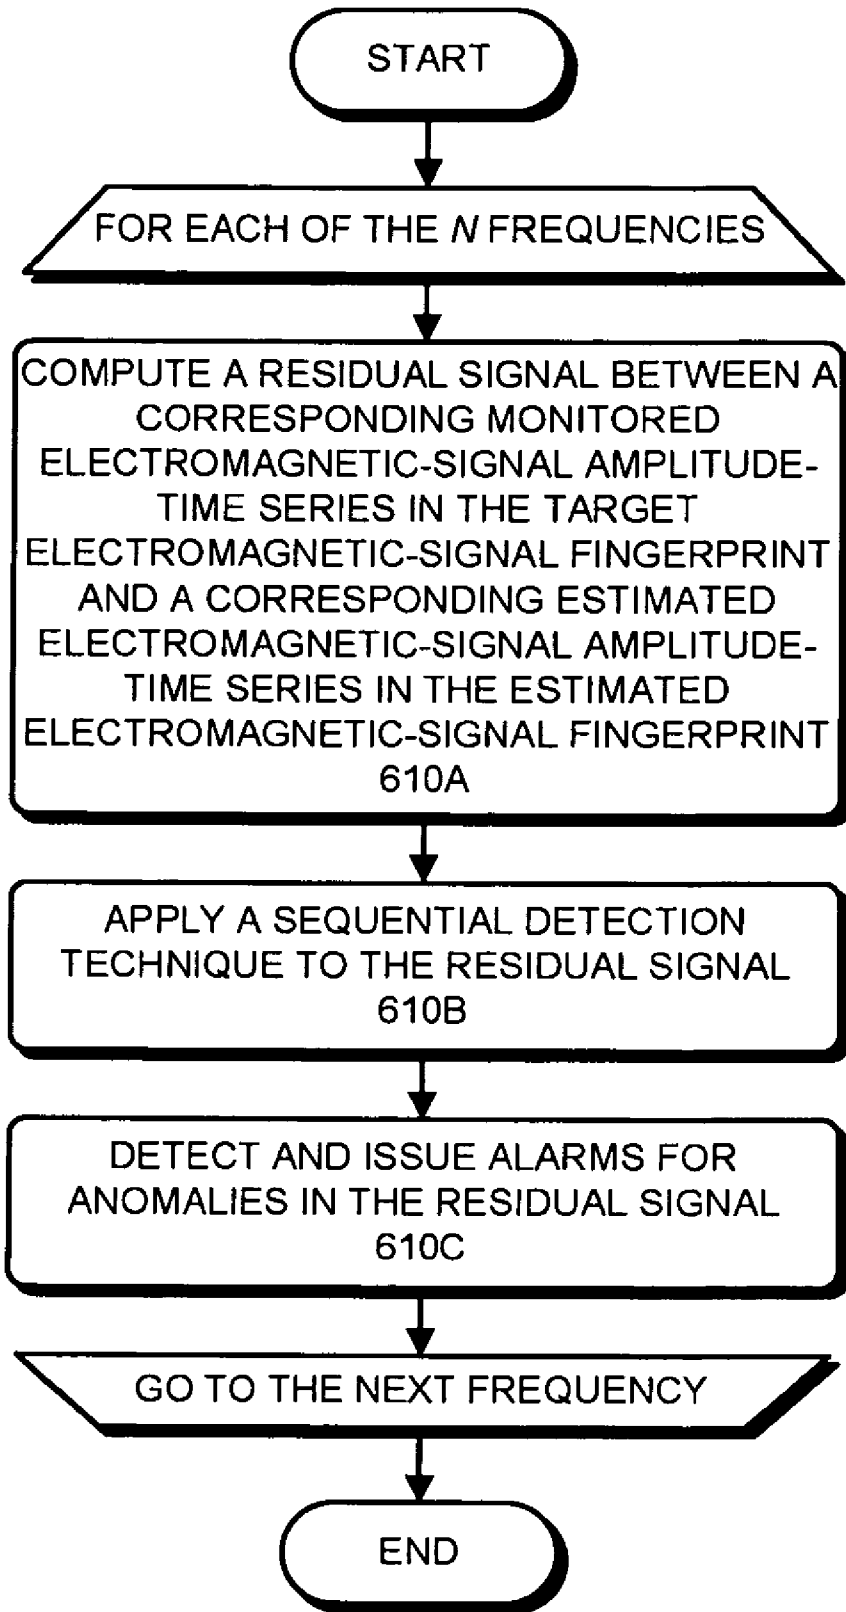 START
FOR EACH OF THE N FREQUENCIES
COMPUTE A RESIDUAL SIGNAL BETWEEN A
CORRESPONDING MONITORED
ELECTROMAGNETIC-SIGNAL AMPLITUDE-
TIME SERIES IN THE TARGET
ELECTROMAGNETIC-SIGNAL FINGERPRINT
AND A CORRESPONDING ESTIMATED
ELECTROMAGNETIC-SIGNAL AMPLITUDE-
TIME SERIES IN THE ESTIMATED
ELECTROMAGNETIC-SIGNAL FINGERPRINT
610A
APPLY A SEQUENTIAL DETECTION
TECHNIQUE TO THE RESIDUAL SIGNAL
610B
DETECT AND ISSUE ALARMS FOR
ANOMALIES IN THE RESIDUAL SIGNAL
610C
GO TO THE NEXT FREQUENCY
END